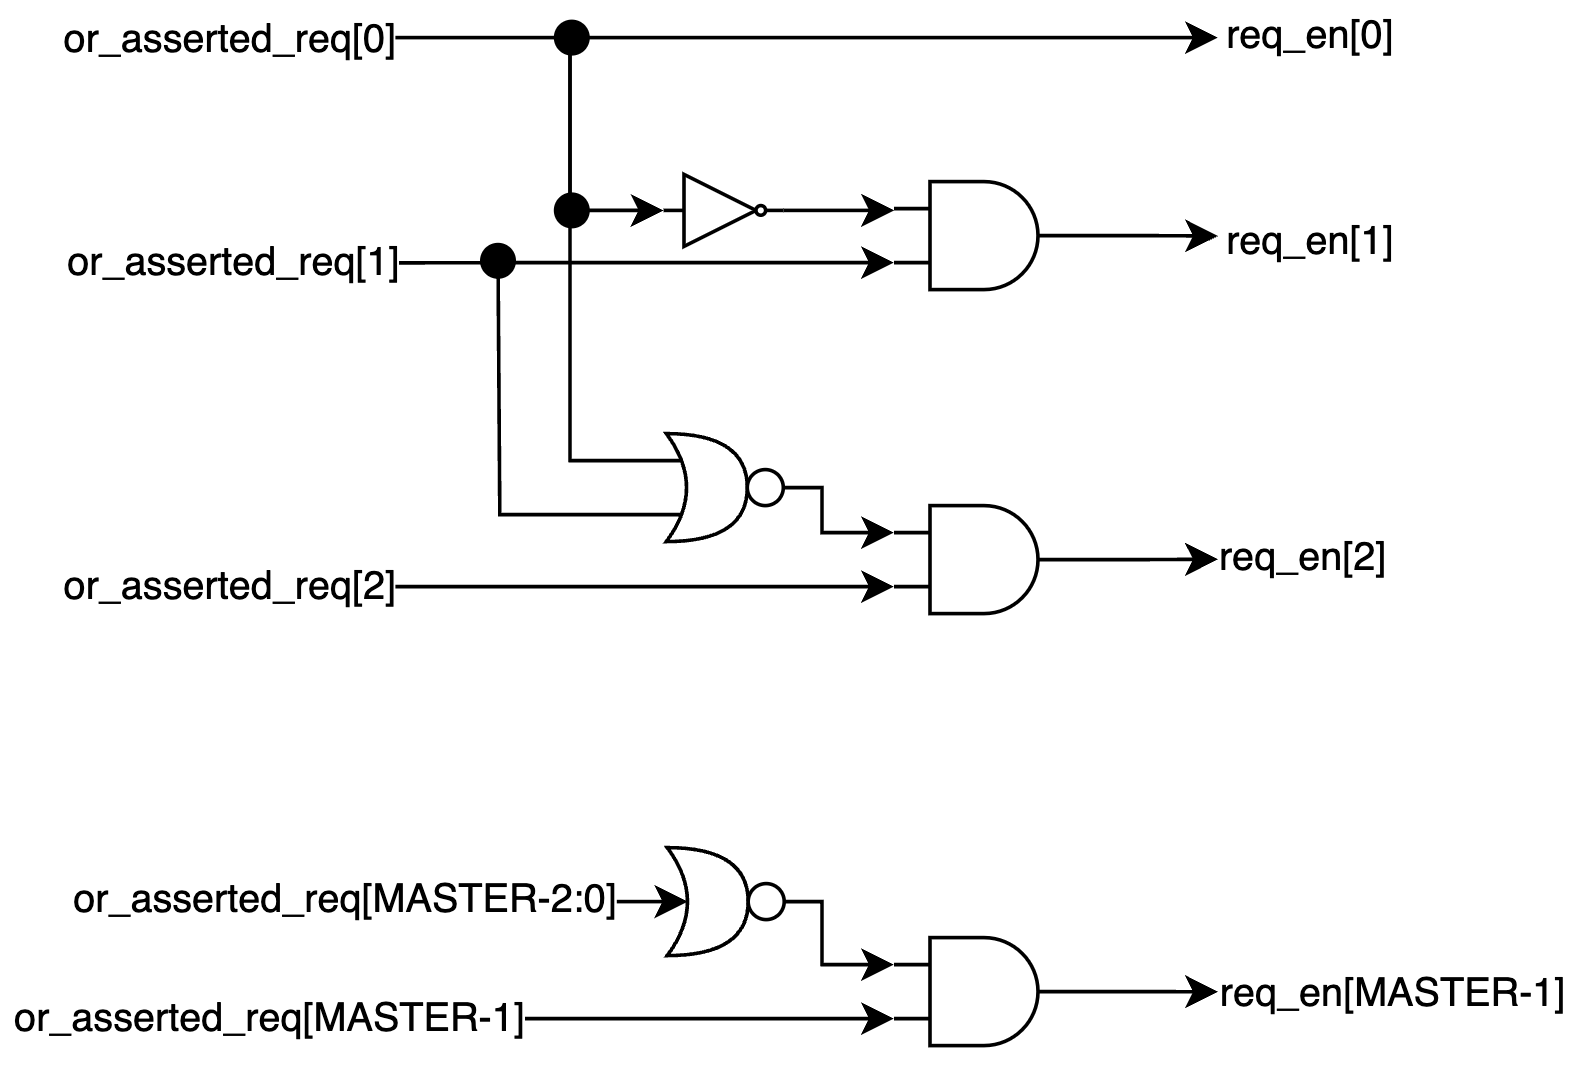 or_asserted_req[0]
req_en[0]
or_asserted_req[1]
req_en[1]
or_asserted_req[2]
req_en[2]
or_asserted_req[MASTER-2:0]
or_asserted_req[MASTER-1]
req_en[MASTER-1]